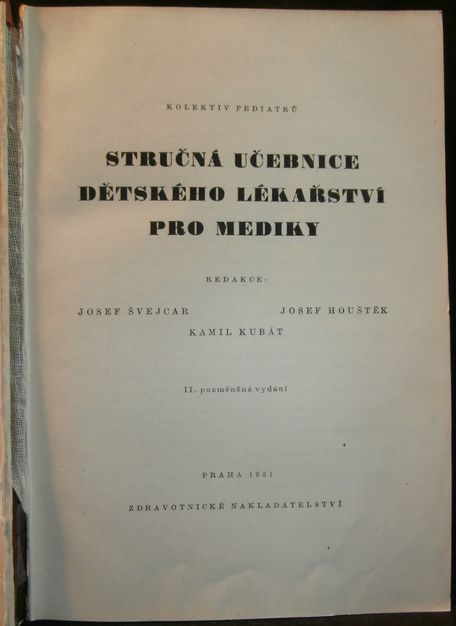 KOLEKTIV PEDIATRŮ
STRUČNÁ UČEBNICE
DĚTSKÉHO LÉKAŘSTVÍ
PRO MEDIKY
REDAKCE:
JOSEF ŠVEJCAR JOSEF HOUŠTĚK
KAMIL KUBÁT
II. pozměněné vydání
PRAHA 1951
ZDRAVOTNICKÉ NAKLADATELSTVÍ